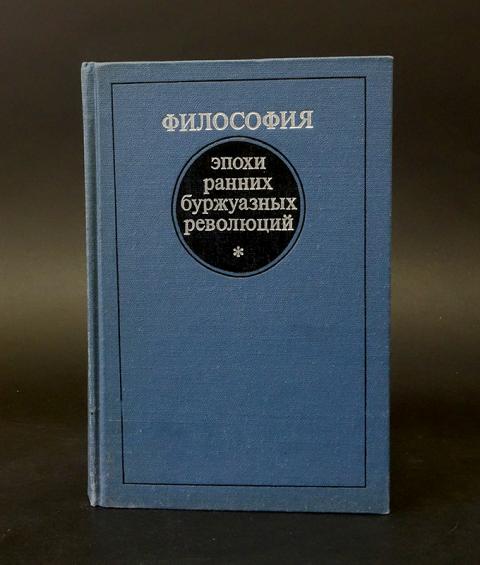 ФИЛОСОФИЯ
эпохи
ранних
буржуазных
революций
*